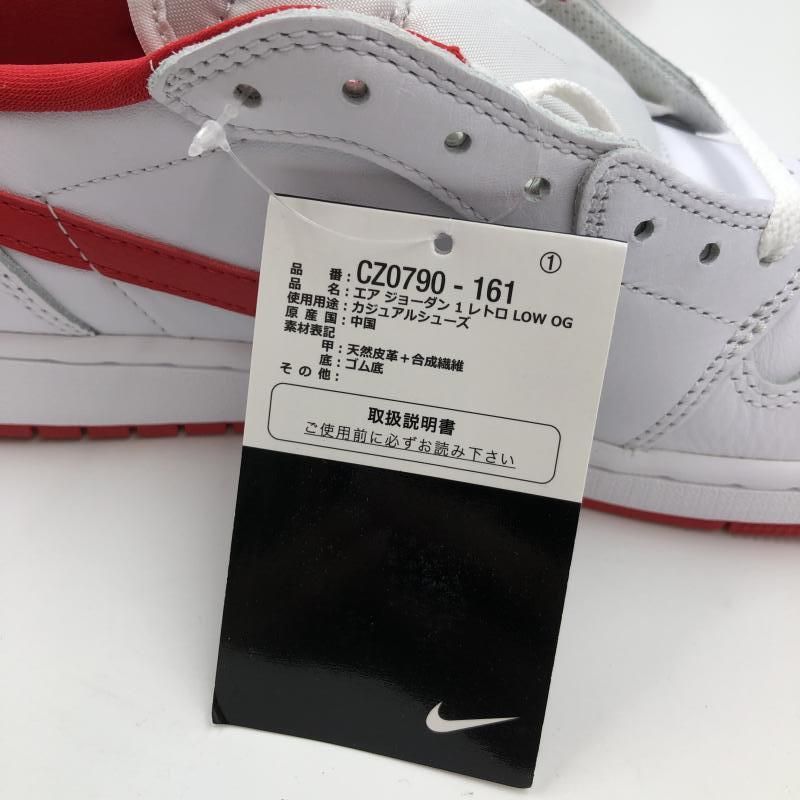 ①
品番：CZ0790 - 161
品名：エア ジョーダン 1 レトロ LOW OG
使用用途：カジュアルシューズ
原産国：中国
素材表記
甲：天然皮革＋合成繊維
底：ゴム底
その他：
取扱説明書
ご使用前に必ずお読み下さい